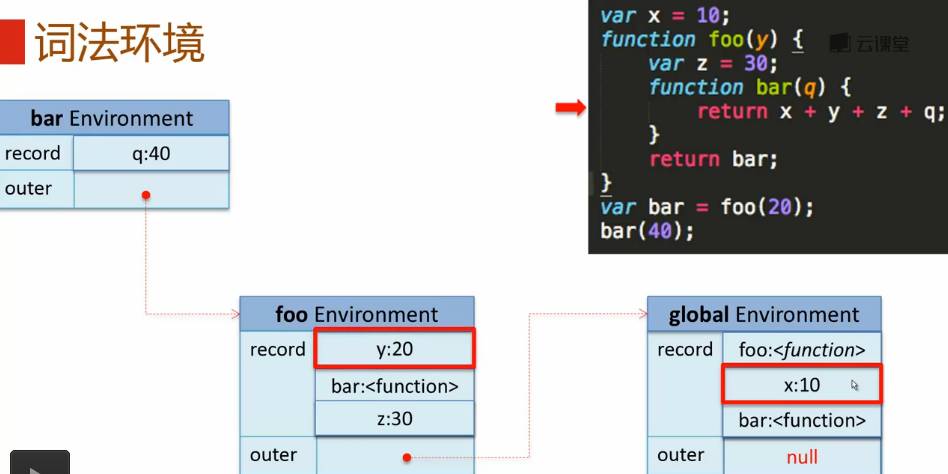 词法环境
云课堂
var x = 10;
function foo(y) {
var z = 30;
function bar(q) {
return x + y + z + q;
}
return bar;
}
var bar = foo(20);
bar(40);
bar Environment
record q:40
outer
foo Environment
record y:20
bar:<function>
z:30
outer
global Environment
record foo:<function>
x:10
bar:<function>
outer null